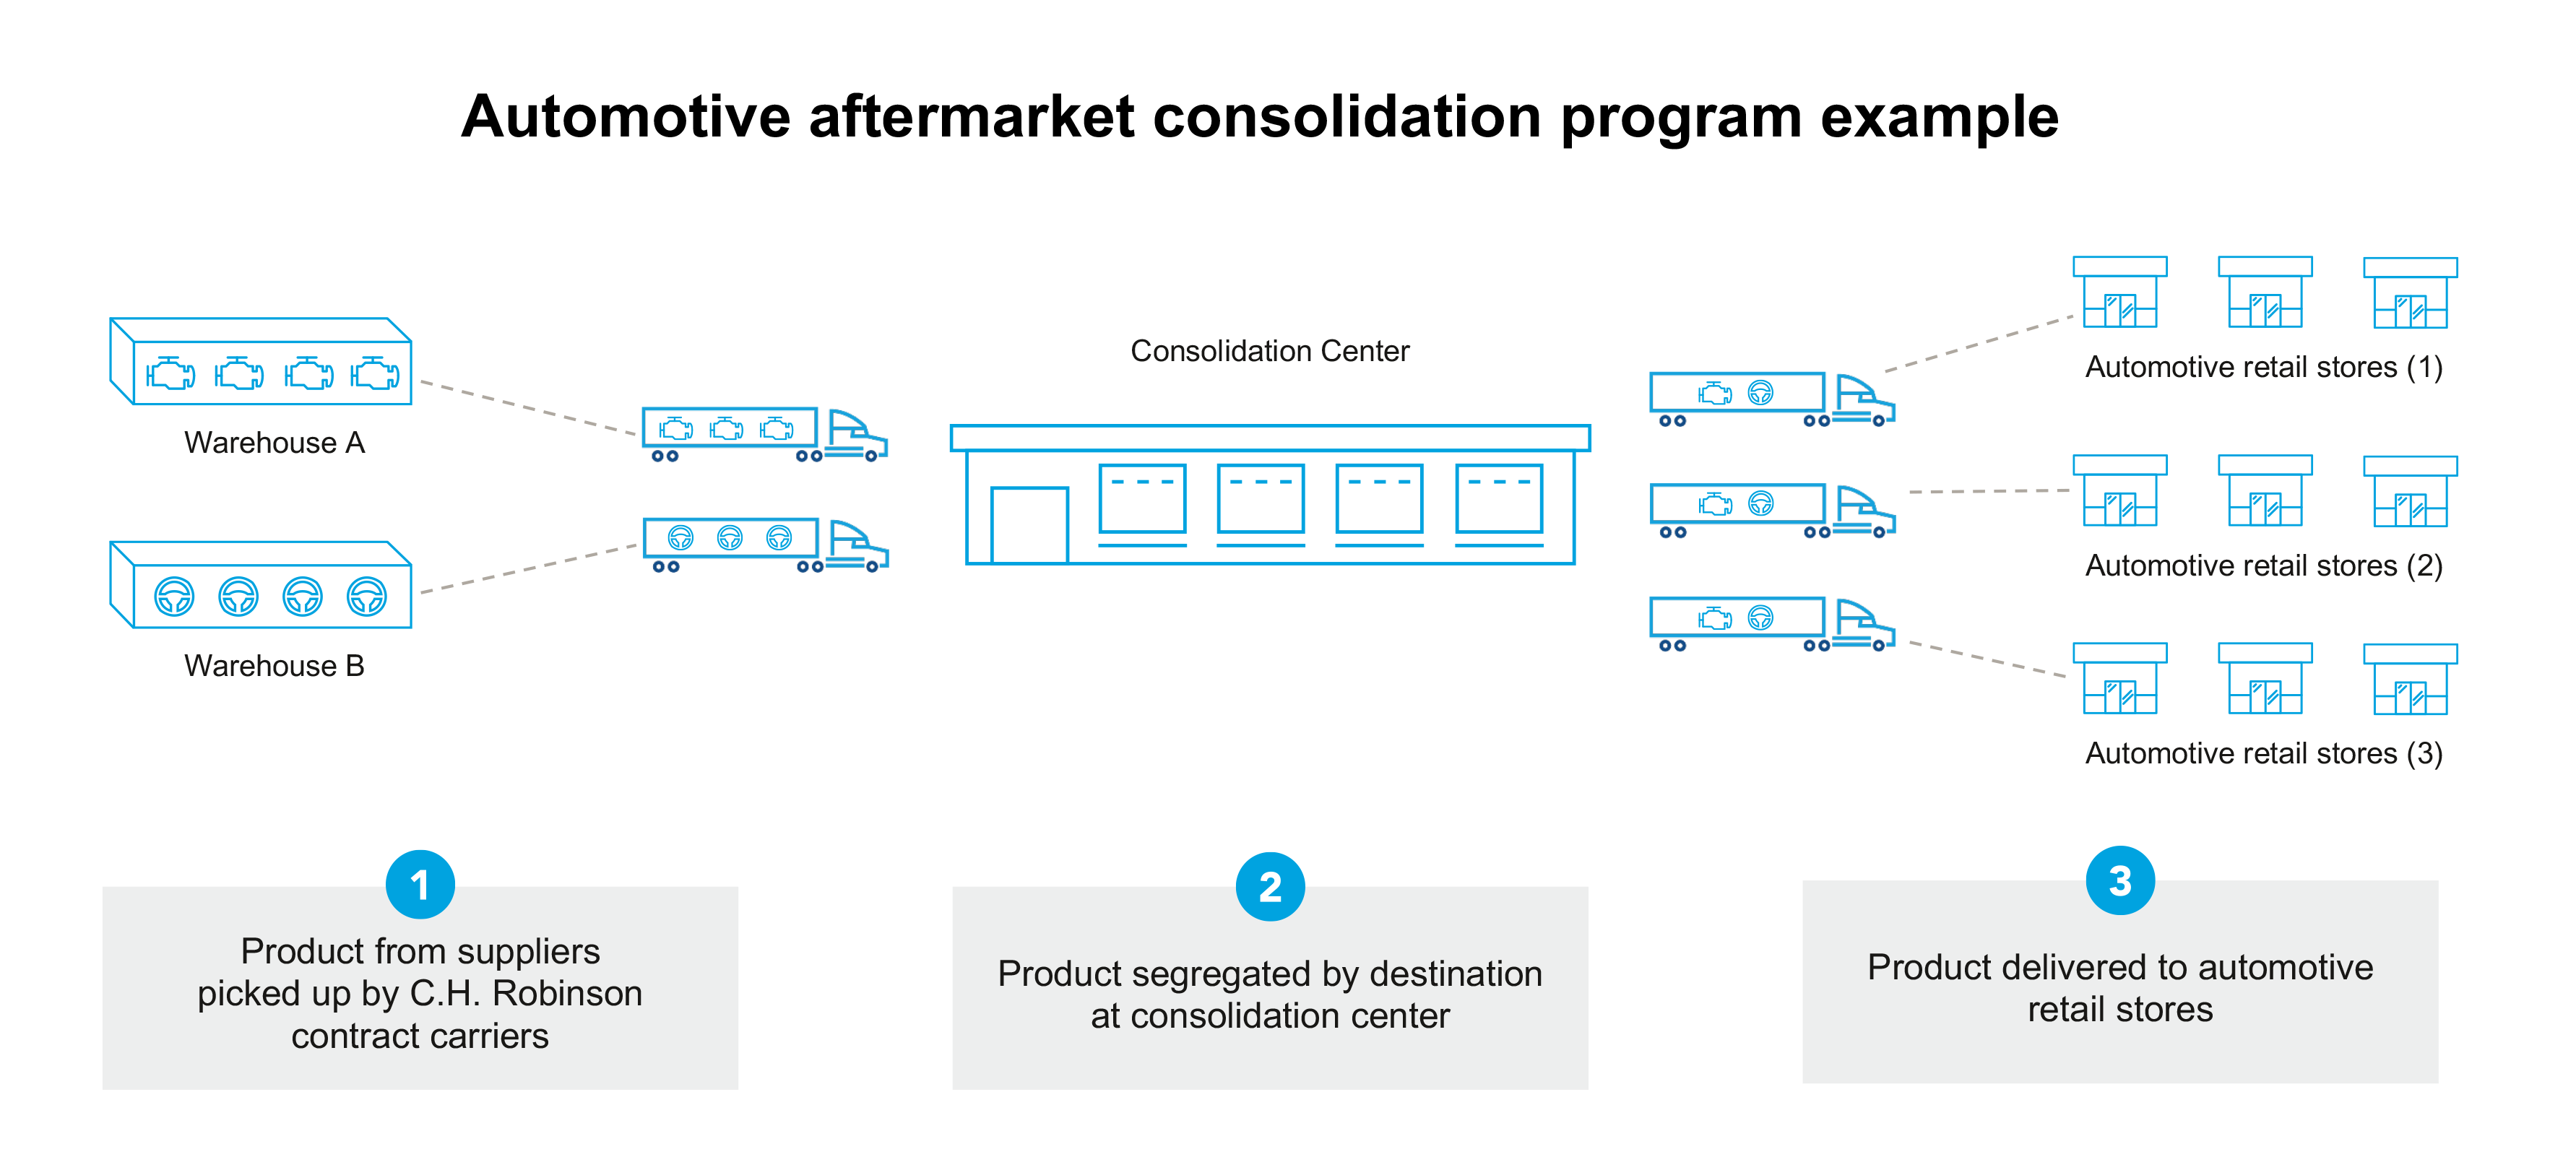 Automotive aftermarket consolidation program example
Warehouse A
Warehouse B
Consolidation Center
Automotive retail stores (1)
Automotive retail stores (2)
Automotive retail stores (3)
1
Product from suppliers
picked up by C.H. Robinson
contract carriers
2
Product segregated by destination
at consolidation center
3
Product delivered to automotive
retail stores